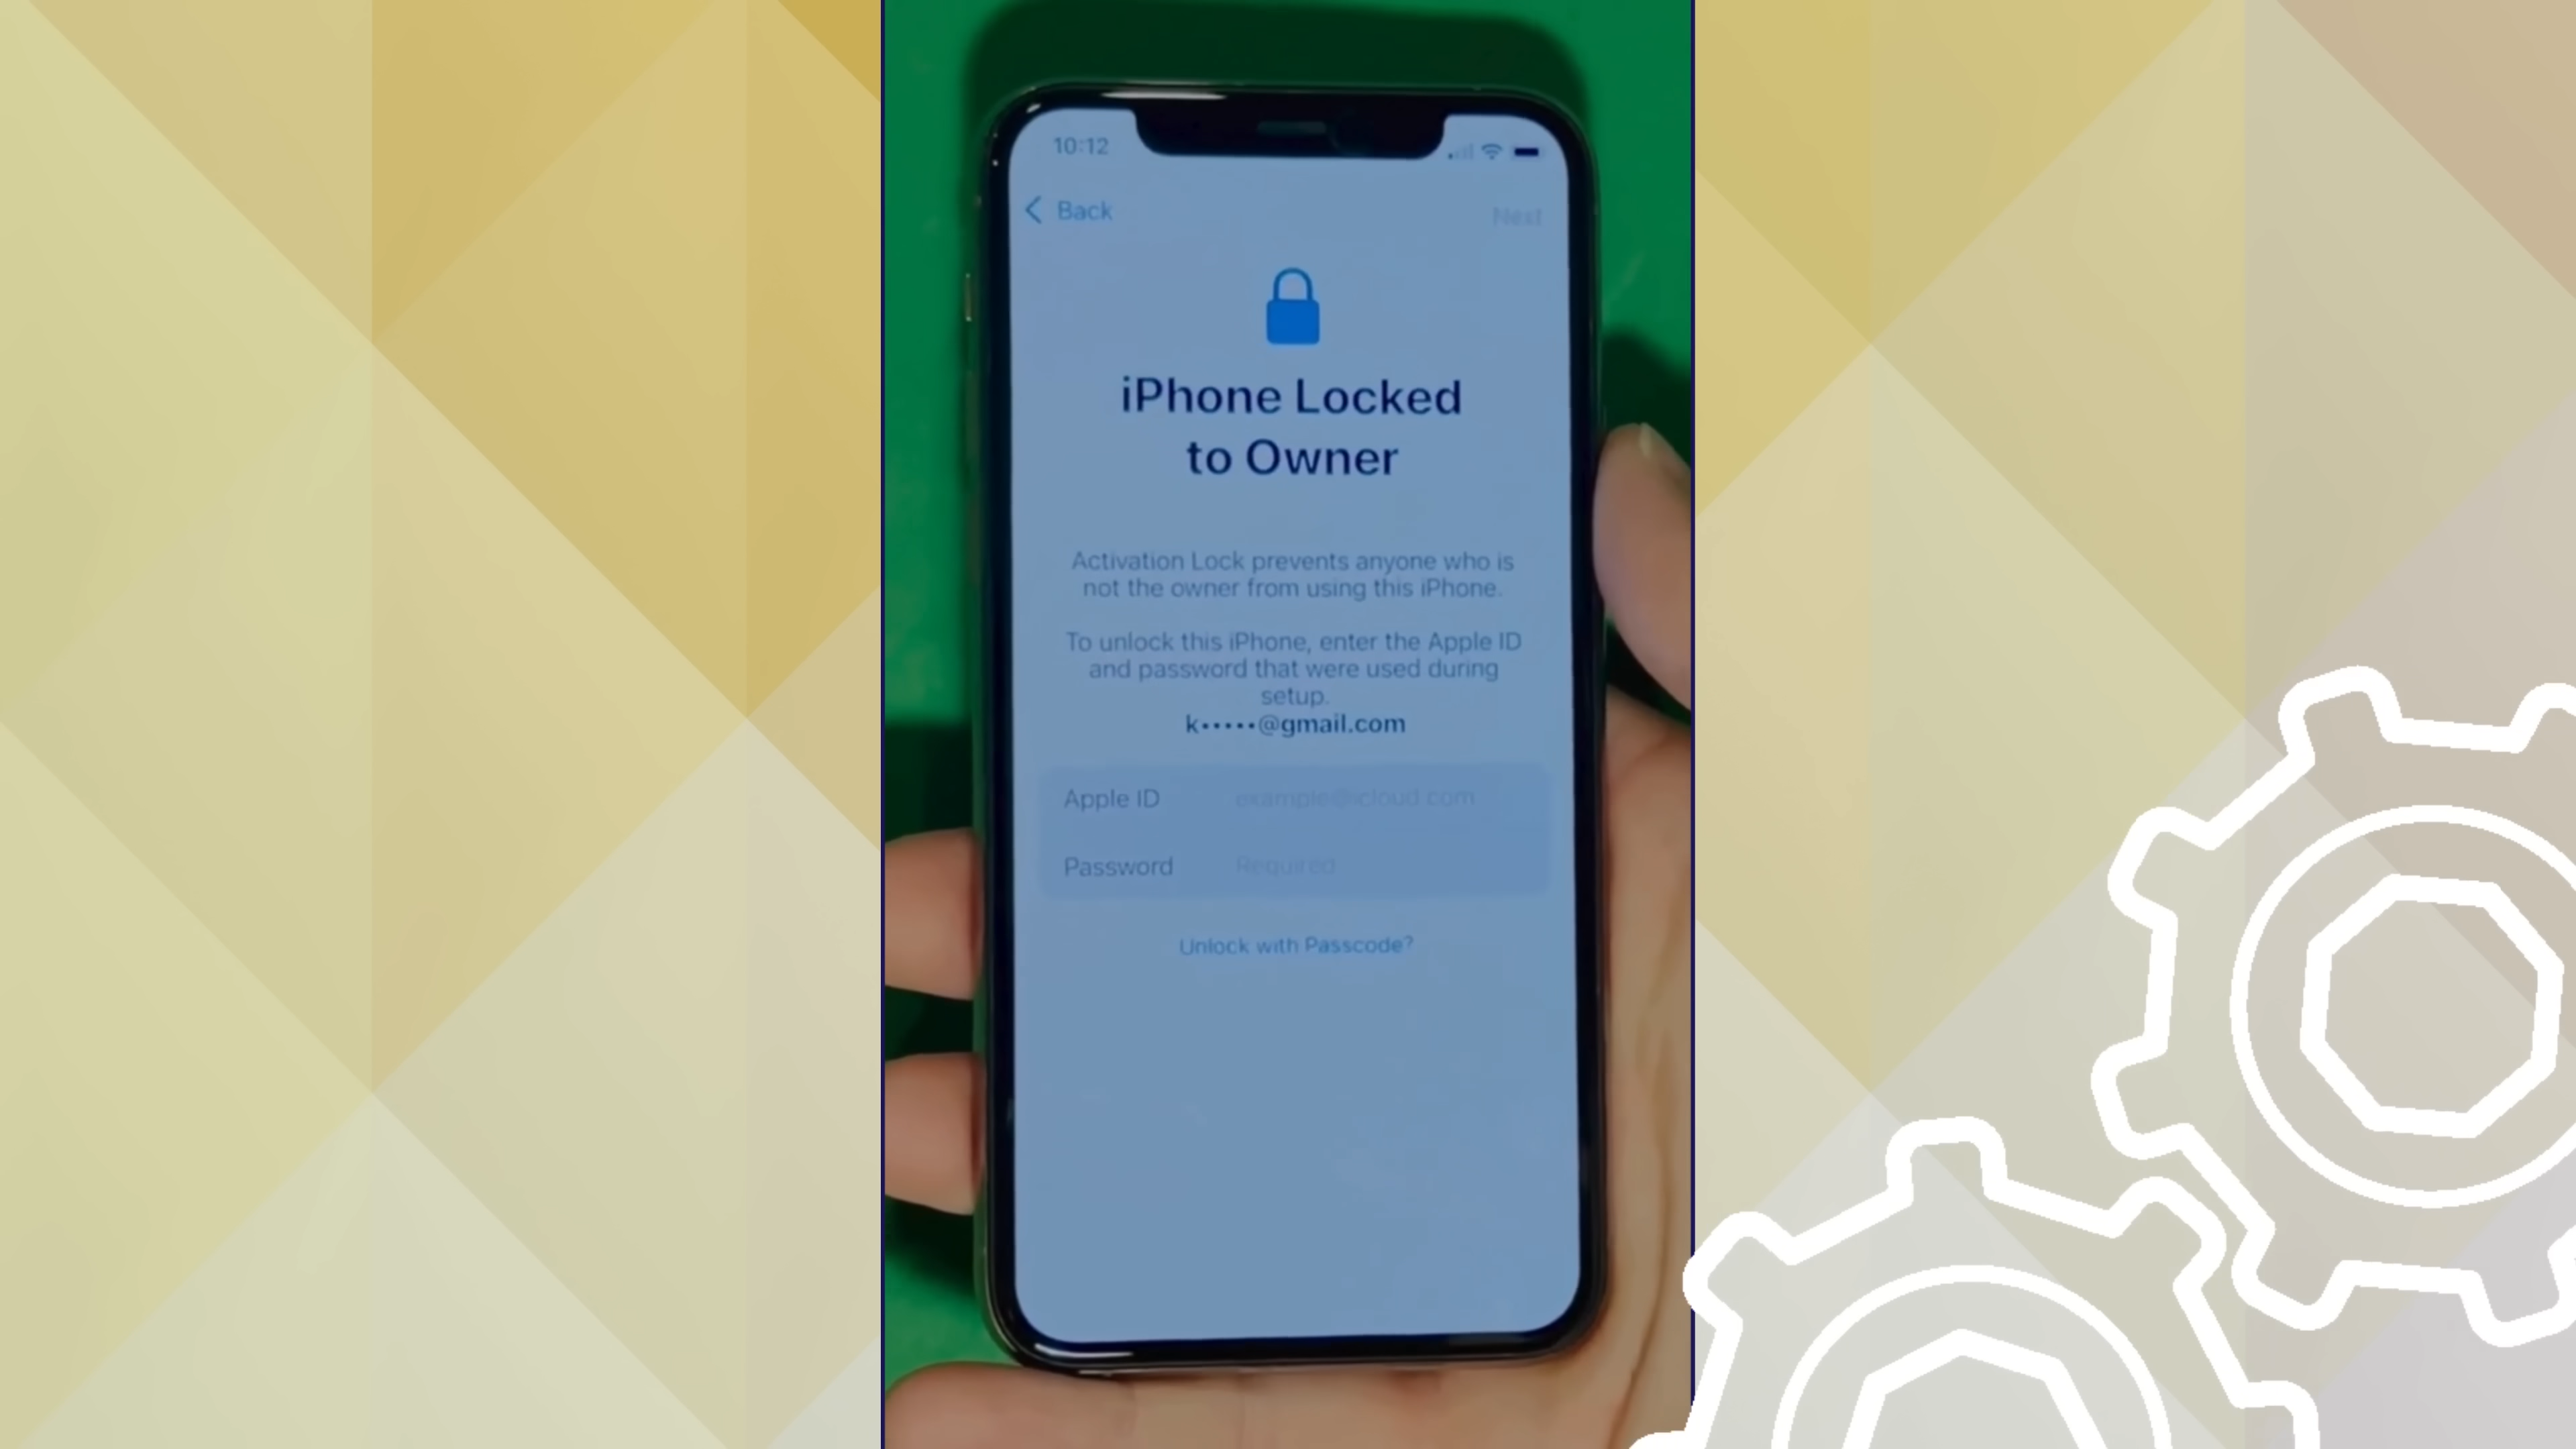 10:12
Back
Next
iPhone Locked
to Owner
Activation Lock prevents anyone who is
not the owner from using this iPhone.
To unlock this iPhone, enter the Apple ID
and password that were used during
setup.
k•••••@gmail.com
Apple ID example@icloud.com
Password Required
Unlock with Passcode?